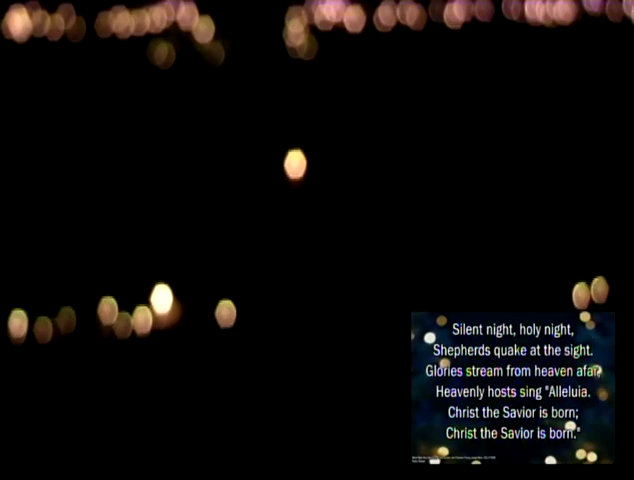 Silent night, holy night,
Shepherds quake at the sight.
Glories stream from heaven afar,
Heavenly hosts sing "Alleluia.
Christ the Savior is born;
Christ the Savior is born."